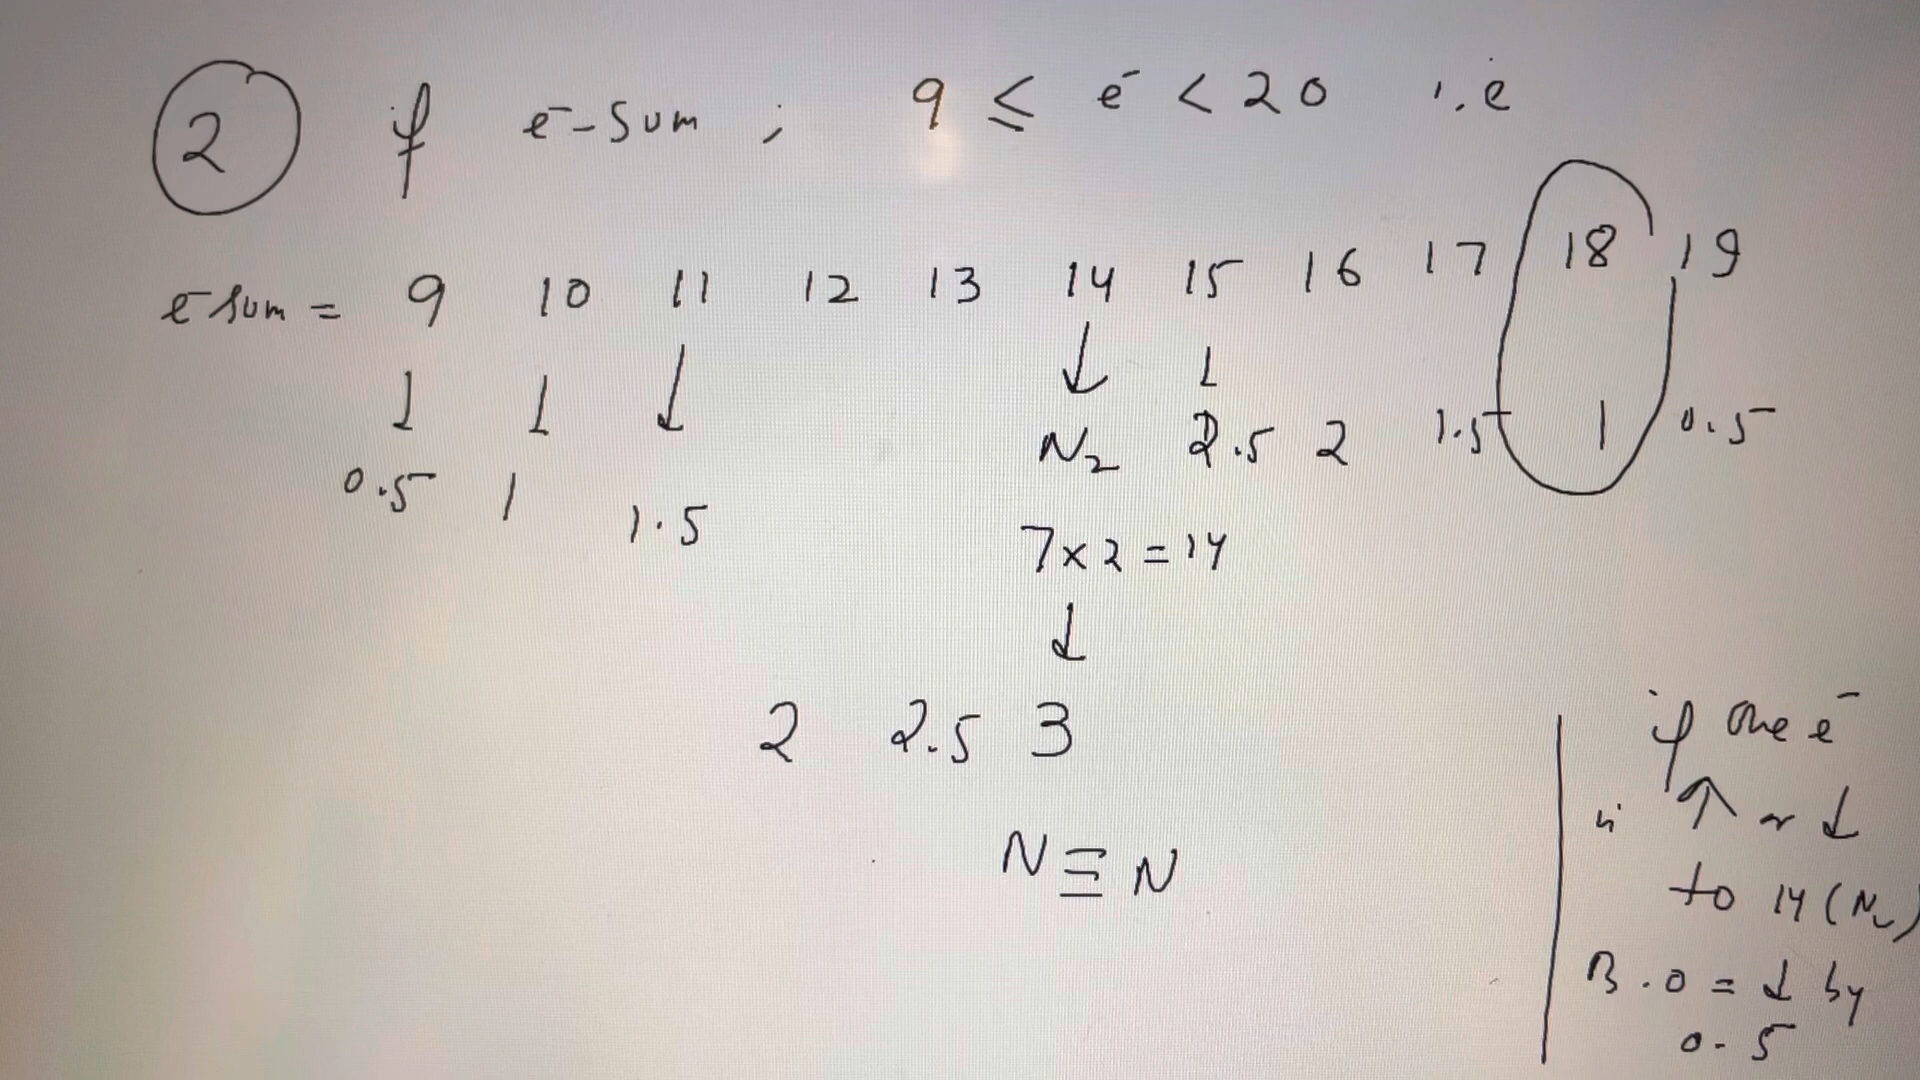 2 if e⁻-Sum ; 9 ≤ e⁻ < 20 i.e
e⁻ sum = 9 10 11 12 13 14 15 16 17 18 19
↓ ↓ ↓ ↓ ↓
N₂ 2.5 2 1.5 1 0.5
0.5 1 1.5
7 x 2 = 14
↓
2 2.5 3
N ≡ N
if one e⁻
is ↑ or ↓
to 14 (N₂)
B.O = ↓ by
0.5